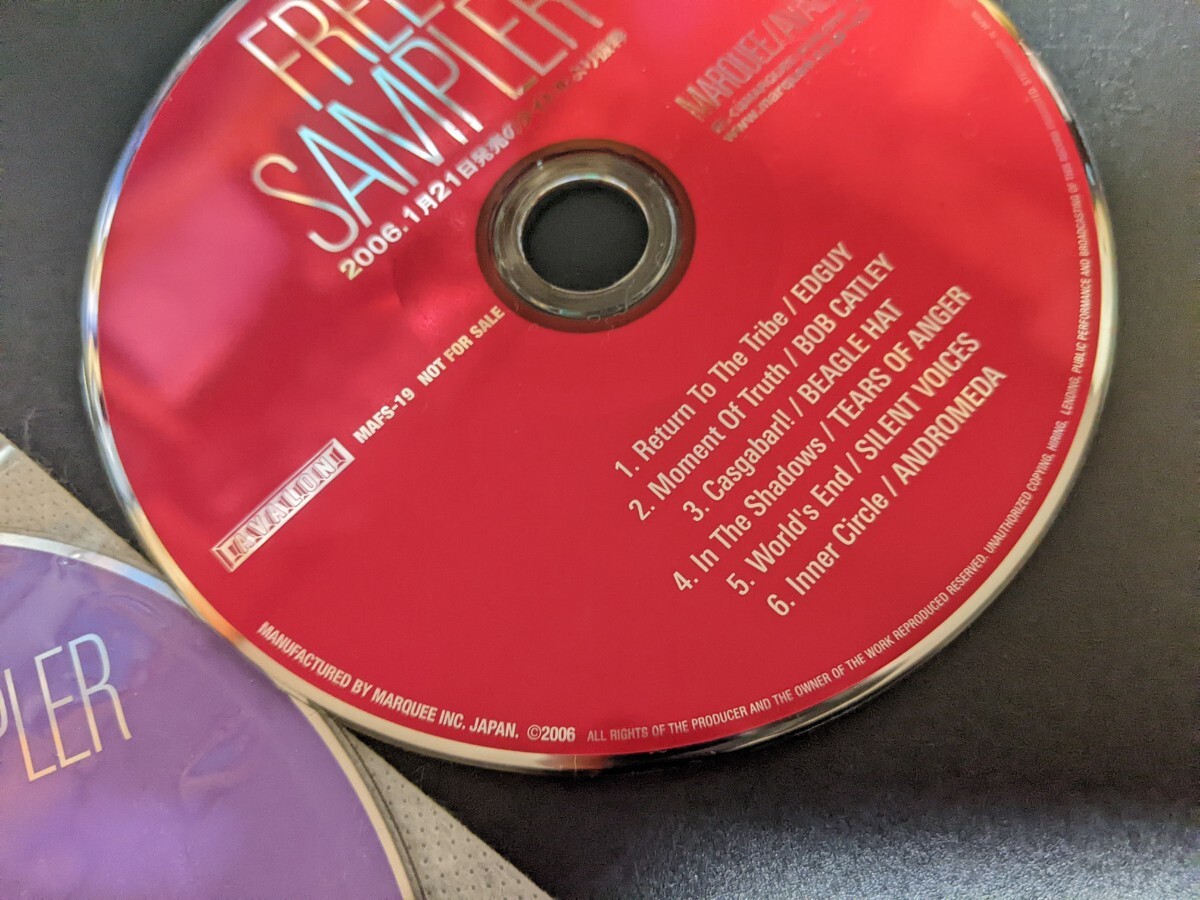 FREE
SAMPLER
2006.1月21日発売の
MARQUEE/AVALON
www.marquee
MAFS-19 NOT FOR SALE
AVALON
1. Return To The Tribe / EDGUY
2. Moment Of Truth / BOB CATLEY
3. Casgabar!! / BEAGLE HAT
4. In The Shadows / TEARS OF ANGER
5. World's End / SILENT VOICES
6. Inner Circle / ANDROMEDA
MANUFACTURED BY MARQUEE INC. JAPAN. ©2006 ALL RIGHTS OF THE PRODUCER AND THE OWNER OF THE WORK REPRODUCED RESERVED. UNAUTHORIZED COPYING, HIRING, LENDING, PUBLIC PERFORMANCE AND BROADCASTING OF THIS RECORD PROHIBITED.
PLER